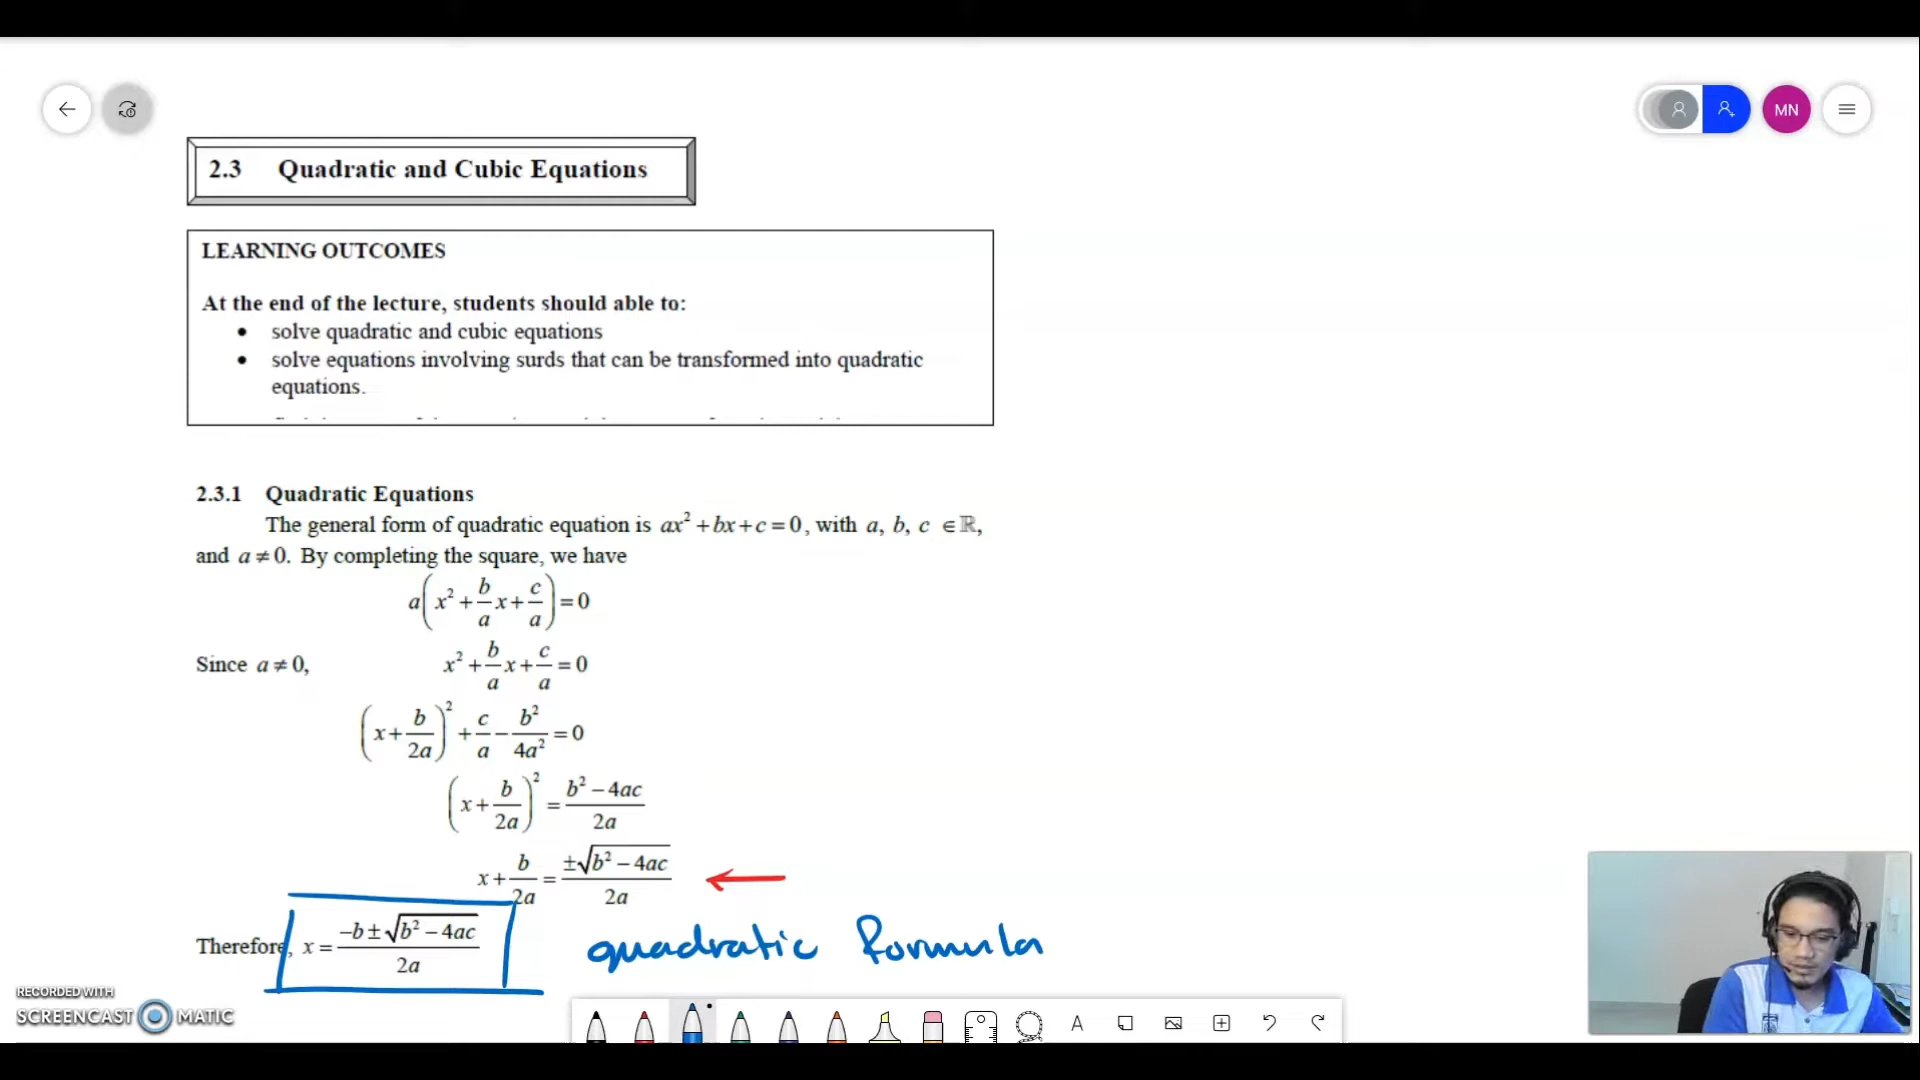 MN
2.3 Quadratic and Cubic Equations
LEARNING OUTCOMES
At the end of the lecture, students should able to:
• solve quadratic and cubic equations
• solve equations involving surds that can be transformed into quadratic
equations.
2.3.1 Quadratic Equations
The general form of quadratic equation is ax² + bx + c = 0, with a, b, c ∈ ℝ,
and a ≠ 0. By completing the square, we have
a(x² + b/a x + c/a) = 0
Since a ≠ 0, x² + b/a x + c/a = 0
(x + b/2a)² + c/a − b²/4a² = 0
(x + b/2a)² = b² − 4ac / 2a
x + b/2a = ±√(b² − 4ac) / 2a
Therefore, x = −b ± √(b² − 4ac) / 2a quadratic formula
RECORDED WITH
SCREENCAST MATIC
A